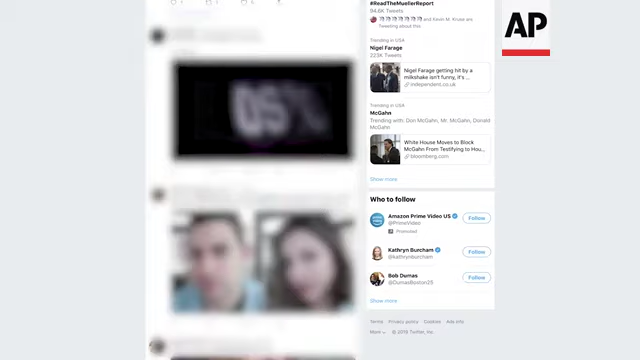 #ReadTheMuellerReport
94.6K Tweets
and Kevin M. Kruse are
Tweeting about this
Trending in USA
Nigel Farage
223K Tweets
Nigel Farage getting hit by a
milkshake isn't funny, it's ...
independent.co.uk
Trending in USA
McGahn
Trending with: Don McGahn, Mr. McGahn, Donald
McGahn
White House Moves to Block
McGahn From Testifying to Hou...
bloomberg.com
Show more
Who to follow
Amazon Prime Video US
@PrimeVideo
Promoted
Follow
Kathryn Burcham
@kathrynburcham
Follow
Bob Dumas
@DumasBoston25
Follow
Show more
Terms Privacy policy Cookies Ads info
More © 2019 Twitter, Inc.
AP